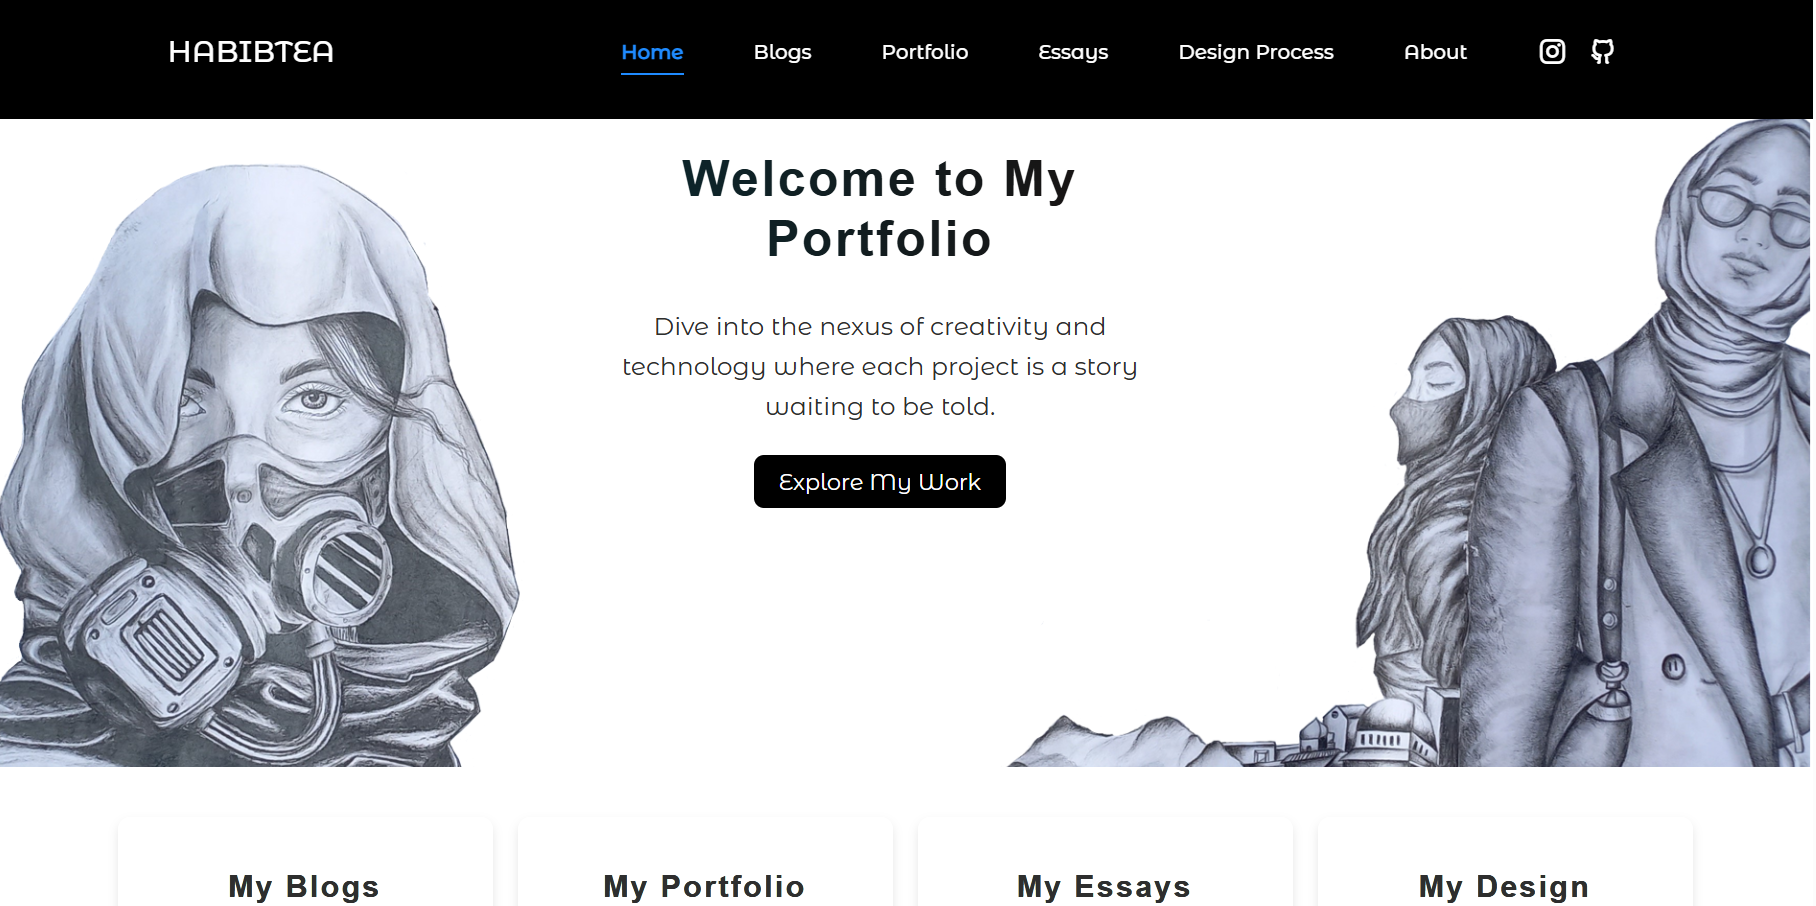 HABIBTEA
Home Blogs Portfolio Essays Design Process About
Welcome to My
Portfolio
Dive into the nexus of creativity and
technology where each project is a story
waiting to be told.
Explore My Work
My Blogs
My Portfolio
My Essays
My Design